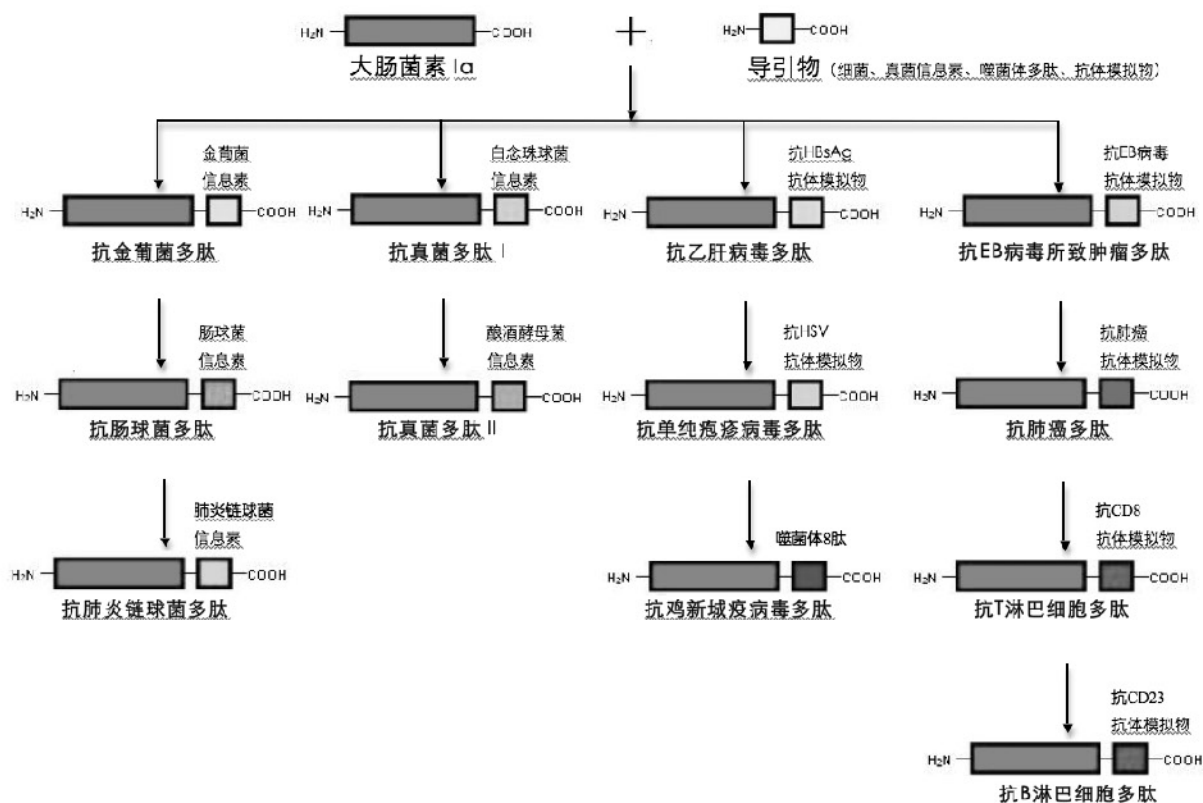 H₂N COOH + H₂N COOH
大肠菌素 Ia 导引物（细菌、真菌信息素、噬菌体多肽、抗体模拟物）
金葡菌 白念珠球菌 抗HBsAg 抗EB病毒
信息素 信息素 抗体模拟物 抗体模拟物
H₂N COOH H₂N COOH H₂N COOH H₂N COOH
抗金葡菌多肽 抗真菌多肽 I 抗乙肝病毒多肽 抗EB病毒所致肿瘤多肽
肠球菌 酿酒酵母菌 抗HSV 抗肺癌
信息素 信息素 抗体模拟物 抗体模拟物
H₂N COOH H₂N COOH H₂N COOH H₂N COOH
抗肠球菌多肽 抗真菌多肽 II 抗单纯疱疹病毒多肽 抗肺癌多肽
肺炎链球菌 噬菌体8肽 抗CD8
信息素 抗体模拟物
H₂N COOH H₂N COOH H₂N COOH
抗肺炎链球菌多肽 抗鸡新城疫病毒多肽 抗T淋巴细胞多肽
抗CD23
抗体模拟物
H₂N COOH
抗B淋巴细胞多肽